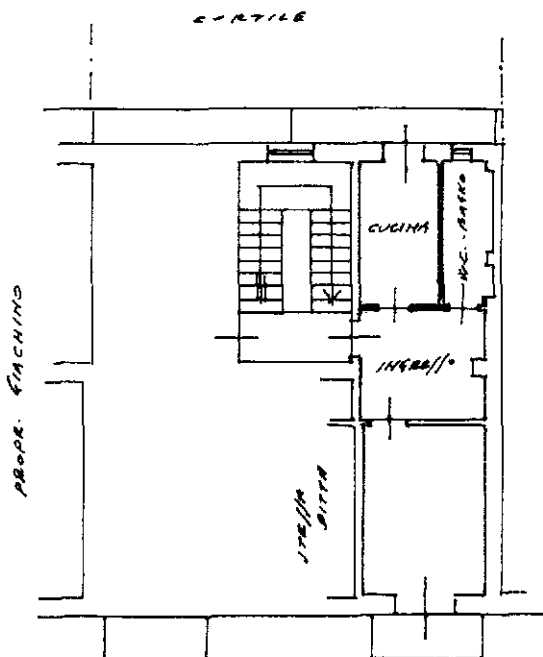 CORTILE
CUCINA
W.C. - BAGNO
INGRESSO
PROPR. GIACHINO
STESSA
DITTA